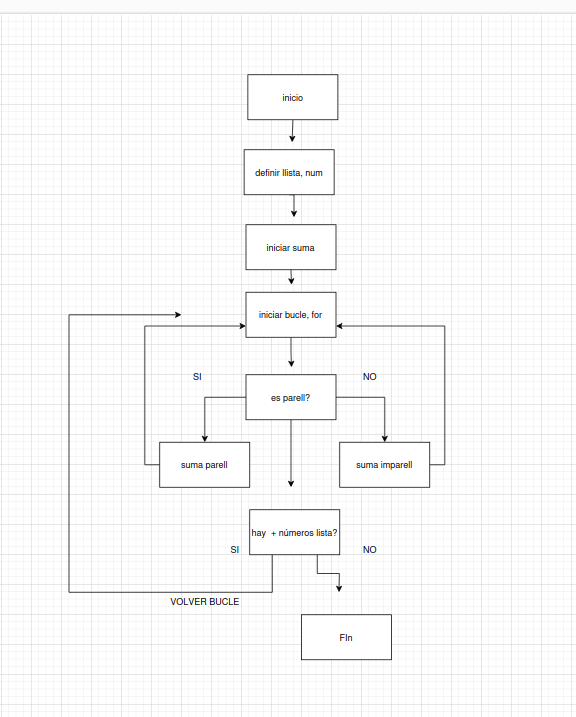 inicio
definir llista, num
iniciar suma
iniciar bucle, for
SI
NO
es parell?
suma parell
suma imparell
hay + números lista?
SI
NO
VOLVER BUCLE
FIn